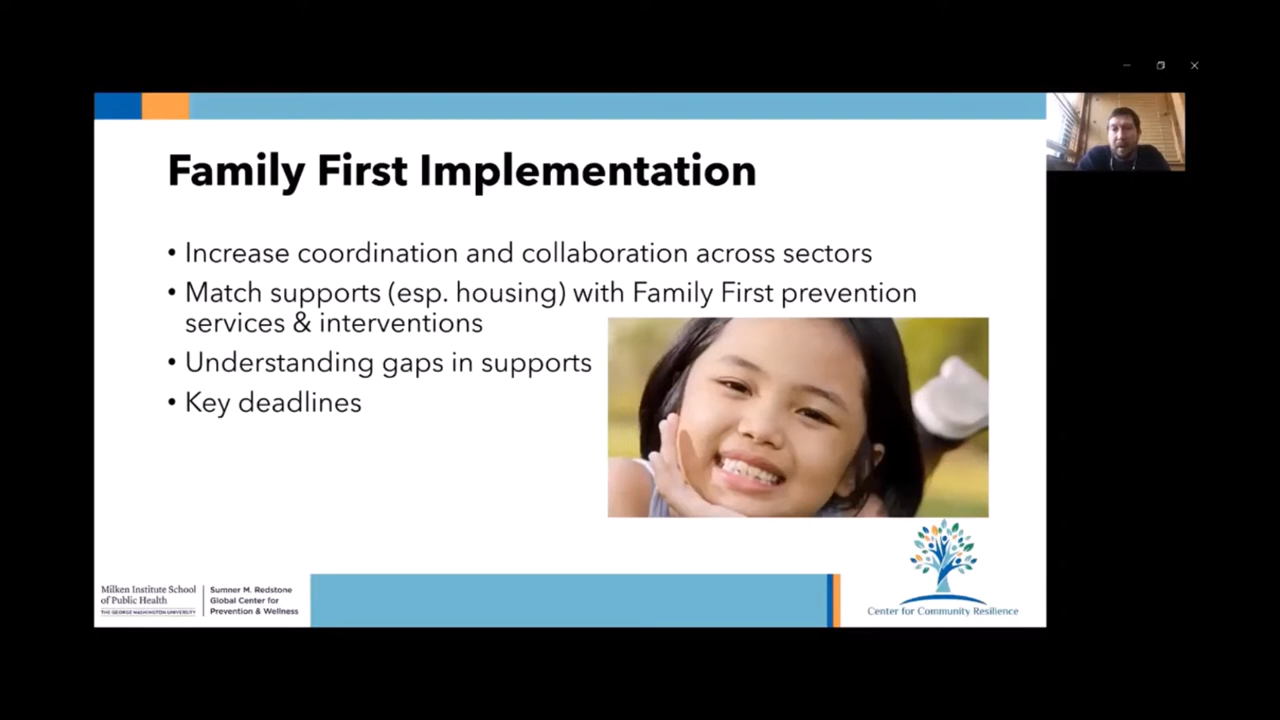 Family First Implementation
• Increase coordination and collaboration across sectors
• Match supports (esp. housing) with Family First prevention
services & interventions
• Understanding gaps in supports
• Key deadlines
Milken Institute School
of Public Health
THE GEORGE WASHINGTON UNIVERSITY
Sumner M. Redstone
Global Center for
Prevention & Wellness
Center for Community Resilience